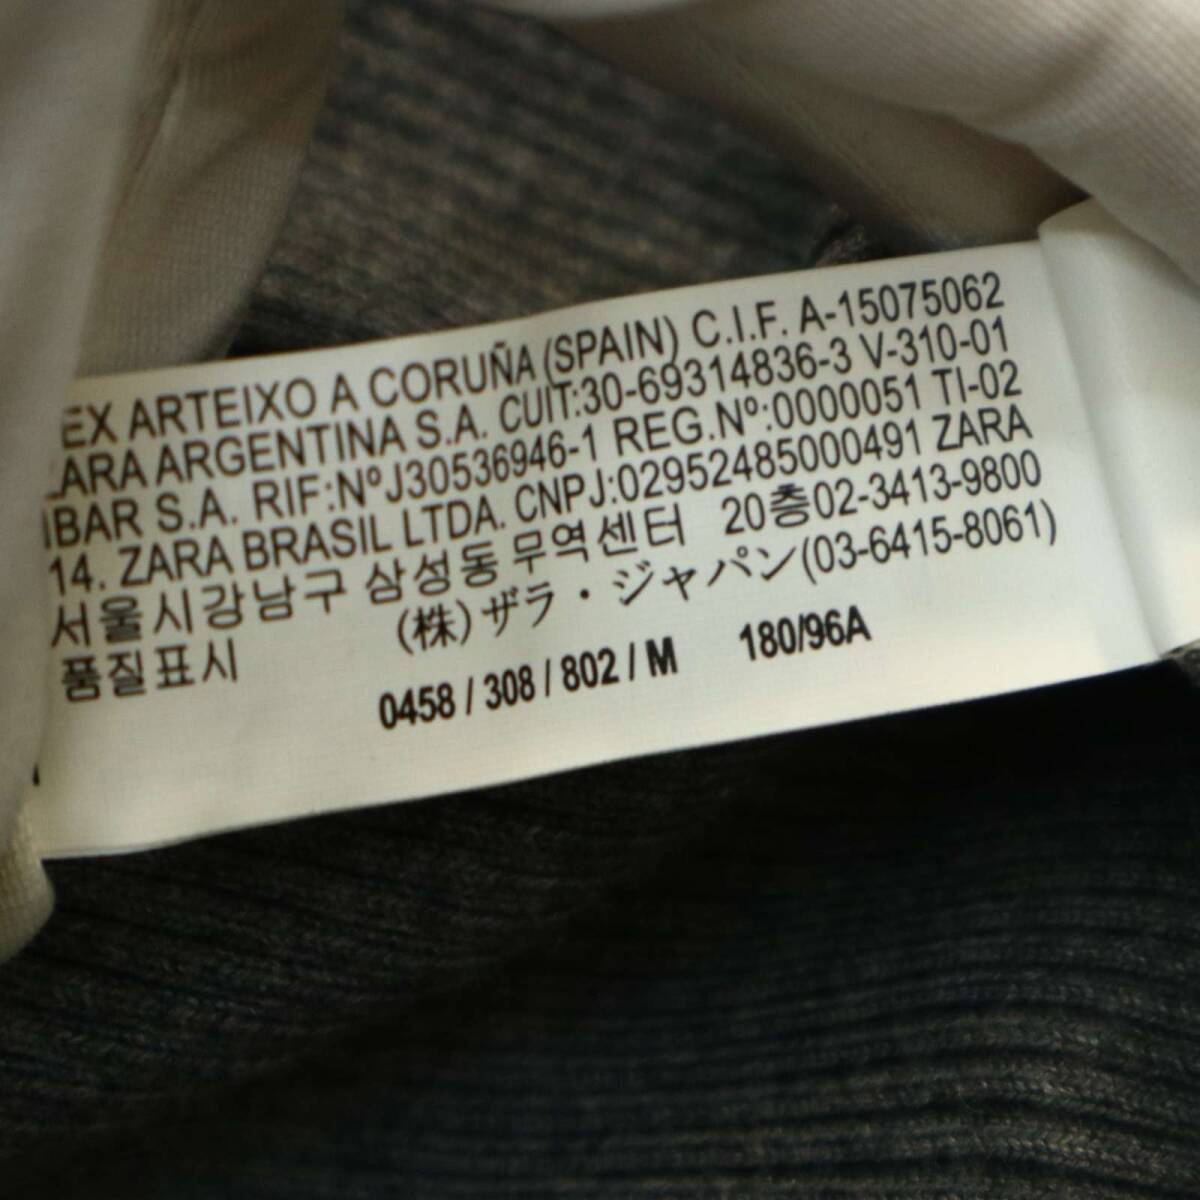 EX ARTEIXO A CORUÑA (SPAIN) C.I.F. A-15075062
ZARA ARGENTINA S.A. CUIT:30-69314836-3 V-310-01
BAR S.A. RIF:NºJ30536946-1 REG.Nº:0000051 TI-02
14. ZARA BRASIL LTDA. CNPJ:02952485000491 ZARA
서울시강남구 삼성동무역센터 20층02-3413-9800
품질표시 (株)ザラ・ジャパン(03-6415-8061)
0458 / 308 / 802 / M 180/96A